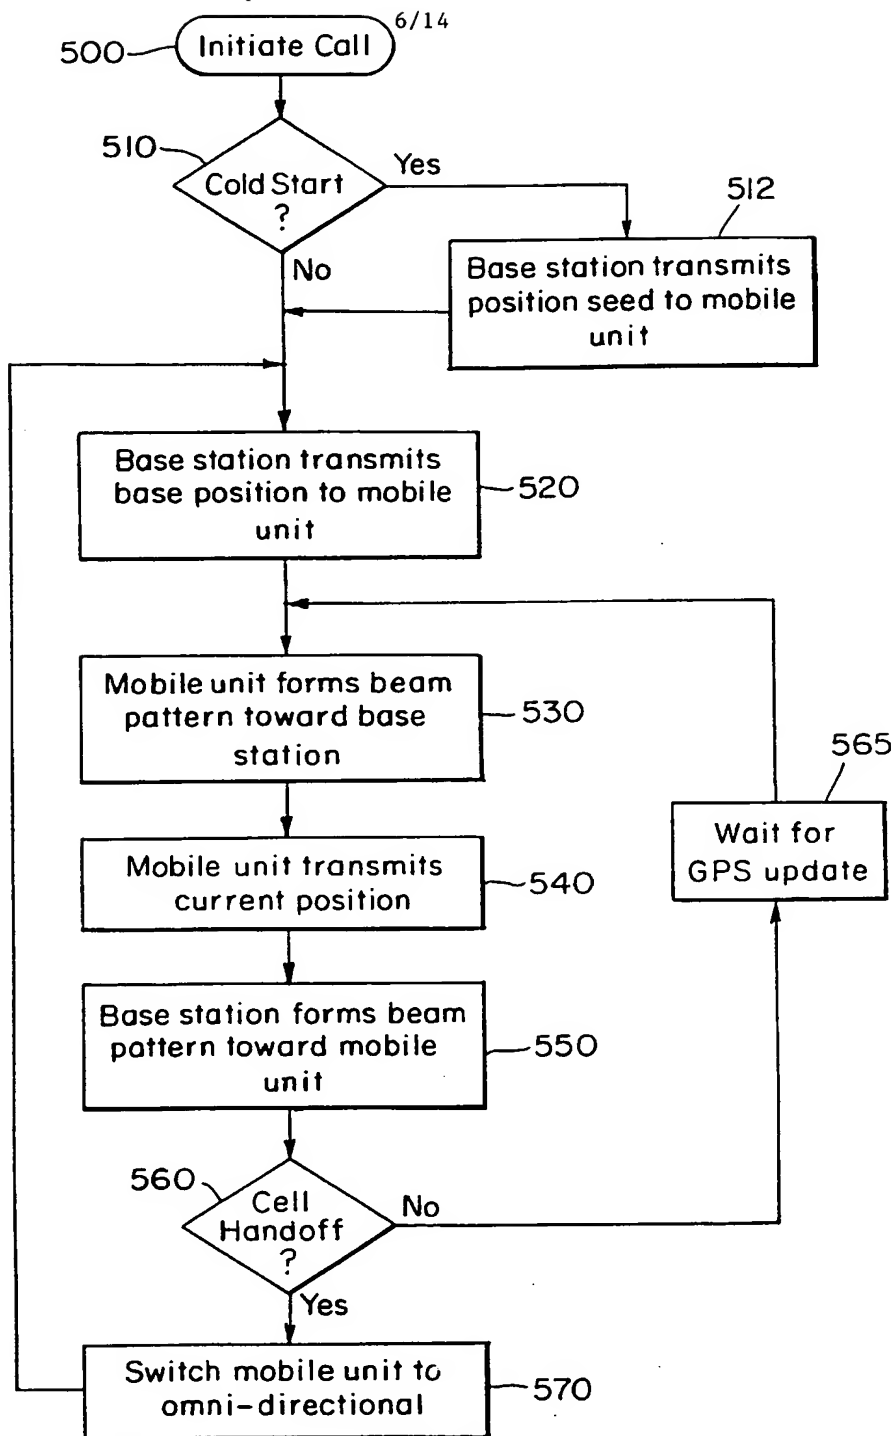 6/14
500
Initiate Call
510
Cold Start
?
Yes
No
512
Base station transmits
position seed to mobile
unit
Base station transmits
base position to mobile
unit
520
Mobile unit forms beam
pattern toward base
station
530
565
Wait for
GPS update
Mobile unit transmits
current position
540
Base station forms beam
pattern toward mobile
unit
550
560
Cell
Handoff
?
No
Yes
Switch mobile unit to
omni-directional
570